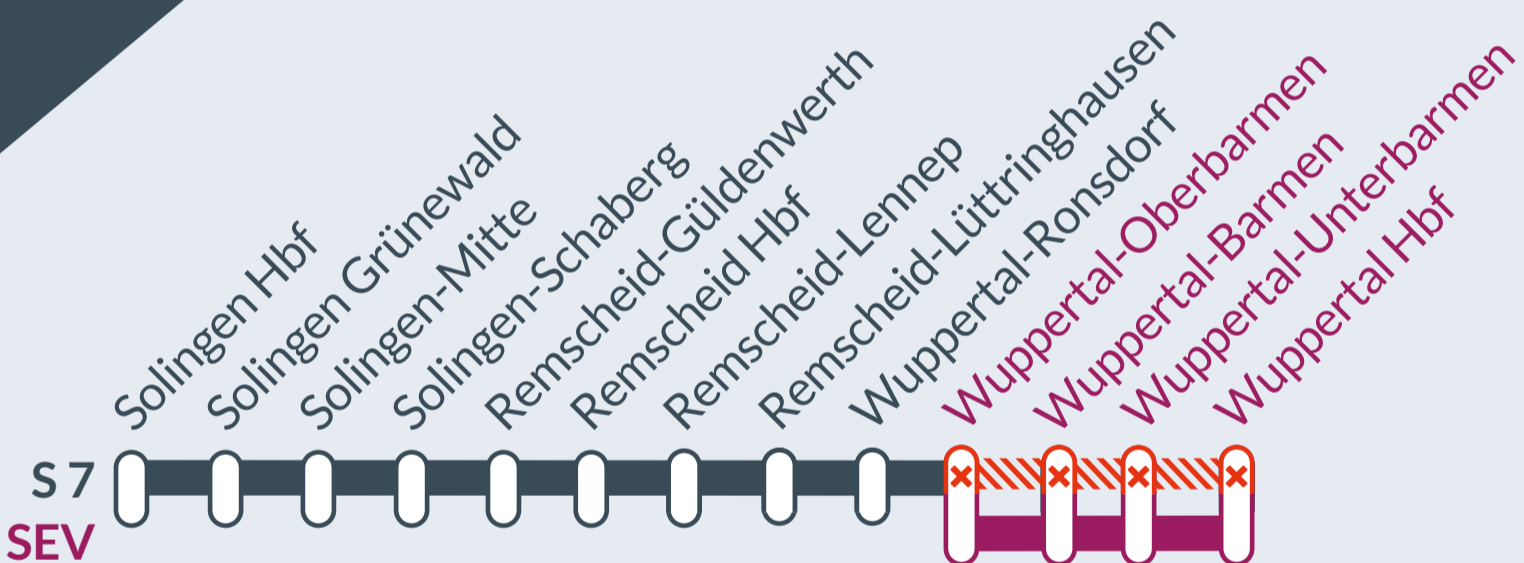 Solingen Hbf
Solingen Grünewald
Solingen-Mitte
Solingen-Schaberg
Remscheid-Güldenwerth
Remscheid Hbf
Remscheid-Lennep
Remscheid-Lüttringhausen
Wuppertal-Ronsdorf
Wuppertal-Oberbarmen
Wuppertal-Barmen
Wuppertal-Unterbarmen
Wuppertal Hbf
S 7
SEV